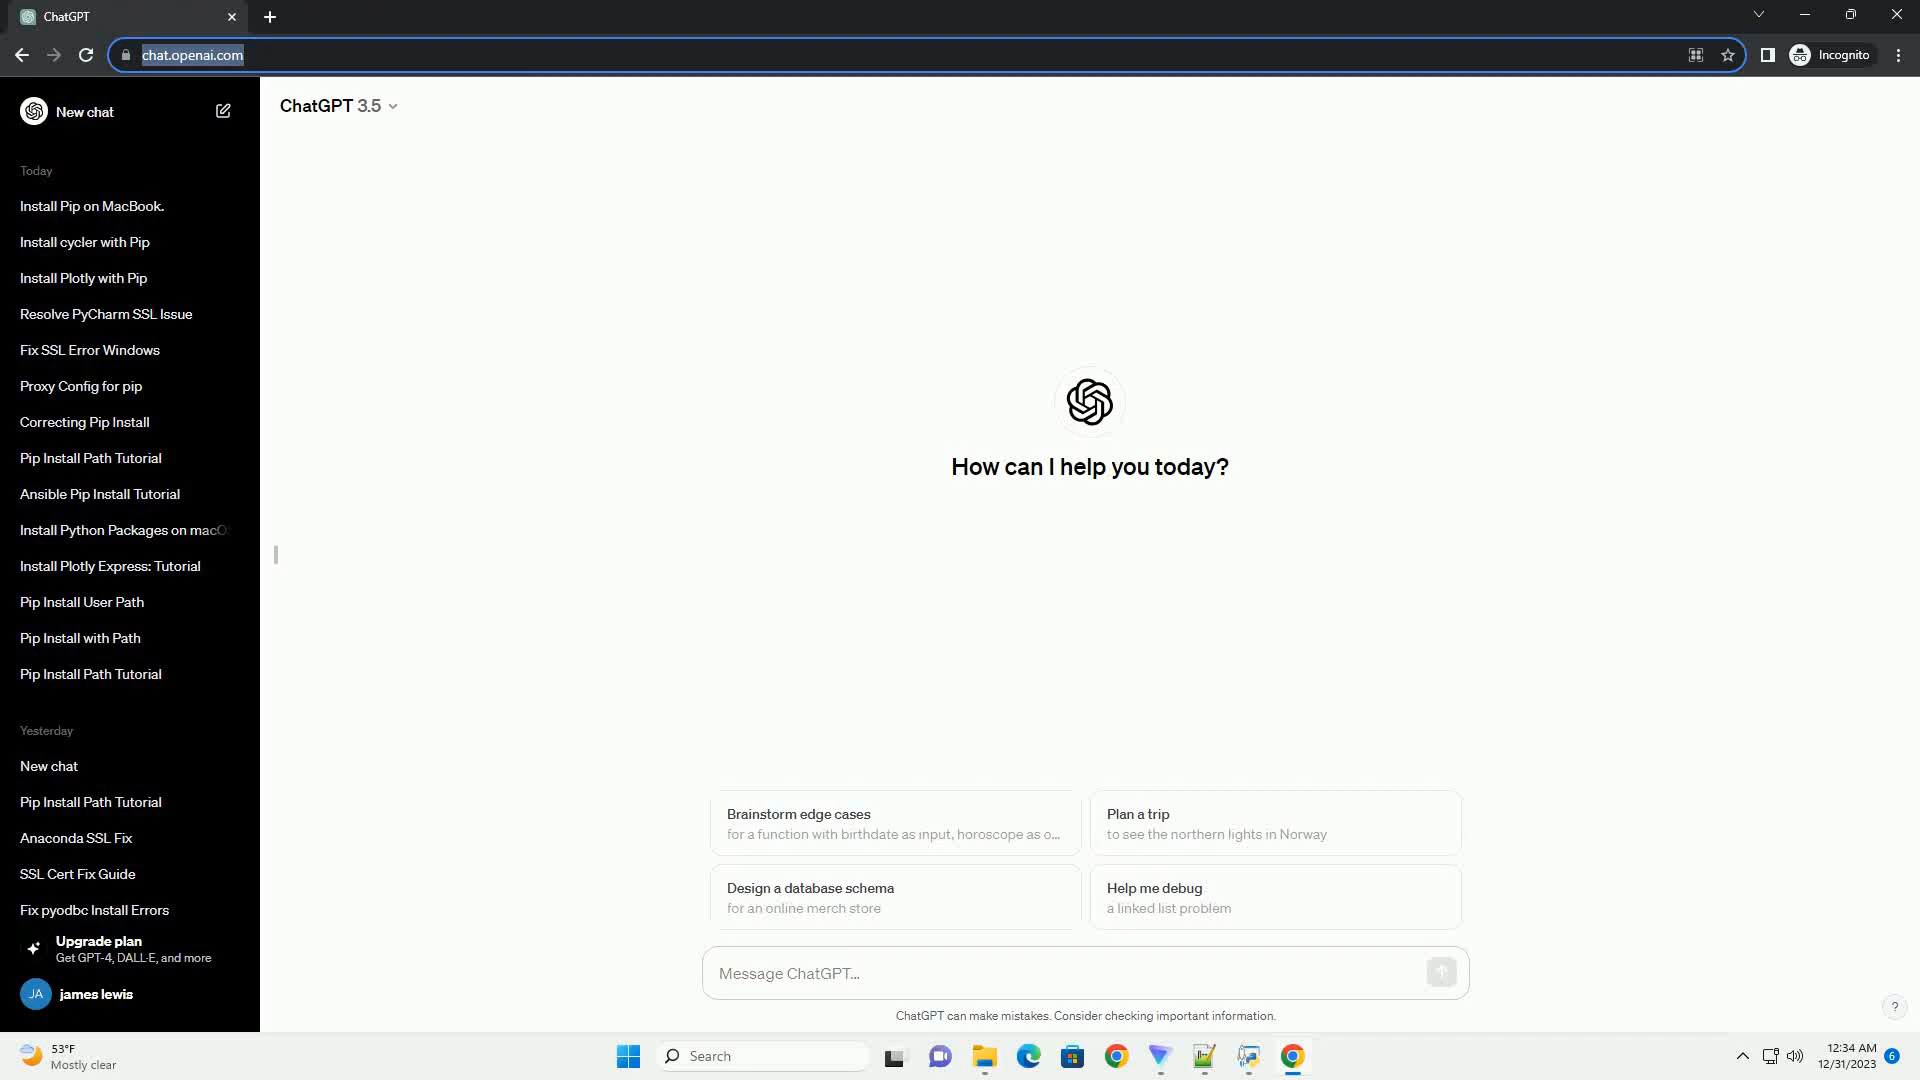 ChatGPT
chat.openai.com
Incognito
New chat
ChatGPT 3.5
Today
Install Pip on MacBook.
Install cycler with Pip
Install Plotly with Pip
Resolve PyCharm SSL Issue
Fix SSL Error Windows
Proxy Config for pip
Correcting Pip Install
Pip Install Path Tutorial
Ansible Pip Install Tutorial
Install Python Packages on macO
Install Plotly Express: Tutorial
Pip Install User Path
Pip Install with Path
Pip Install Path Tutorial
Yesterday
New chat
Pip Install Path Tutorial
Anaconda SSL Fix
SSL Cert Fix Guide
Fix pyodbc Install Errors
Upgrade plan
Get GPT-4, DALL·E, and more
JA james lewis
How can I help you today?
Brainstorm edge cases
for a function with birthdate as input, horoscope as o...
Plan a trip
to see the northern lights in Norway
Design a database schema
for an online merch store
Help me debug
a linked list problem
Message ChatGPT...
ChatGPT can make mistakes. Consider checking important information.
?
53°F
Mostly clear
Search
12:34 AM
12/31/2023
6